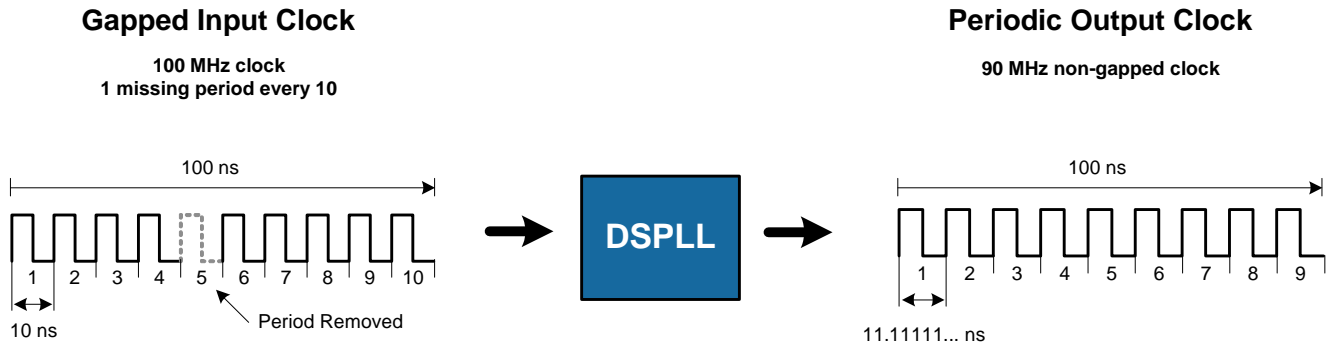 Gapped Input Clock
100 MHz clock
1 missing period every 10
100 ns
1 2 3 4 5 6 7 8 9 10
10 ns
Period Removed
DSPLL
Periodic Output Clock
90 MHz non-gapped clock
100 ns
1 2 3 4 5 6 7 8 9
11.11111... ns